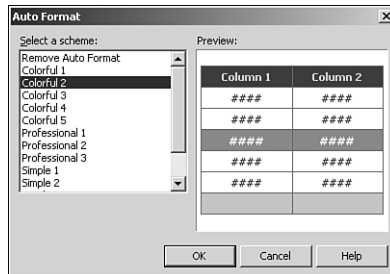 Auto Format
Select a scheme:
Remove Auto Format
Colorful 1
Colorful 2
Colorful 3
Colorful 4
Colorful 5
Professional 1
Professional 2
Professional 3
Simple 1
Simple 2
Preview:
Column 1 Column 2
#### ####
#### ####
#### ####
#### ####
#### ####
OK Cancel Help